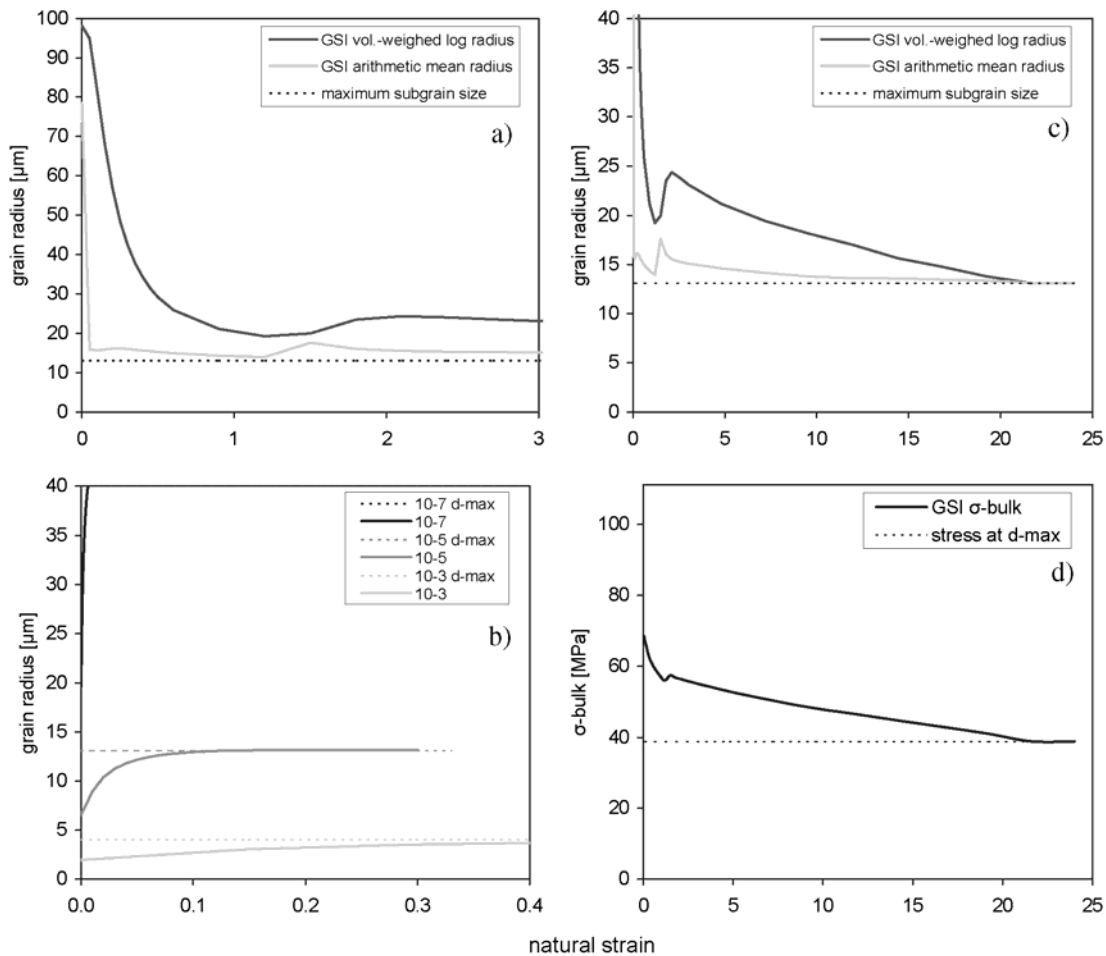 100
90
80
70
60
50
40
30
20
10
0
grain radius [µm]
GSI vol.-weighed log radius
GSI arithmetic mean radius
maximum subgrain size
a)
0
1
2
3
40
35
30
25
20
15
10
5
0
grain radius [µm]
GSI vol.-weighed log radius
GSI arithmetic mean radius
maximum subgrain size
c)
0
5
10
15
20
25
40
35
30
25
20
15
10
5
0
grain radius [µm]
10-7 d-max
10-7
10-5 d-max
10-5
10-3 d-max
10-3
b)
0.0
0.1
0.2
0.3
0.4
100
80
60
40
20
0
σ-bulk [MPa]
GSI σ-bulk
stress at d-max
d)
0
5
10
15
20
25
natural strain